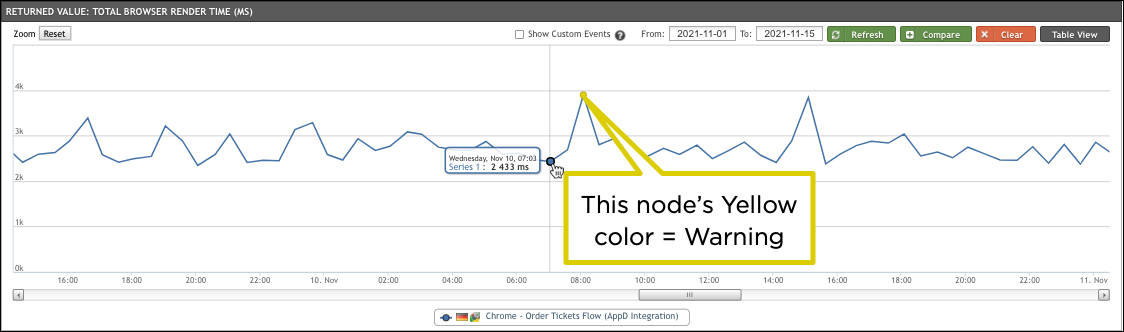 RETURNED VALUE: TOTAL BROWSER RENDER TIME (MS)
Zoom Reset Show Custom Events ? From: 2021-11-01 To: 2021-11-15 Refresh Compare Clear Table View
4k
3k
2k
1k
0k
Wednesday, Nov 10, 07:03
Series 1 : 2 433 ms
This node's Yellow
color = Warning
16:00 18:00 20:00 22:00 10. Nov 02:00 04:00 06:00 08:00 10:00 12:00 14:00 16:00 18:00 20:00 22:00 11. Nov
Chrome - Order Tickets Flow (AppD Integration)